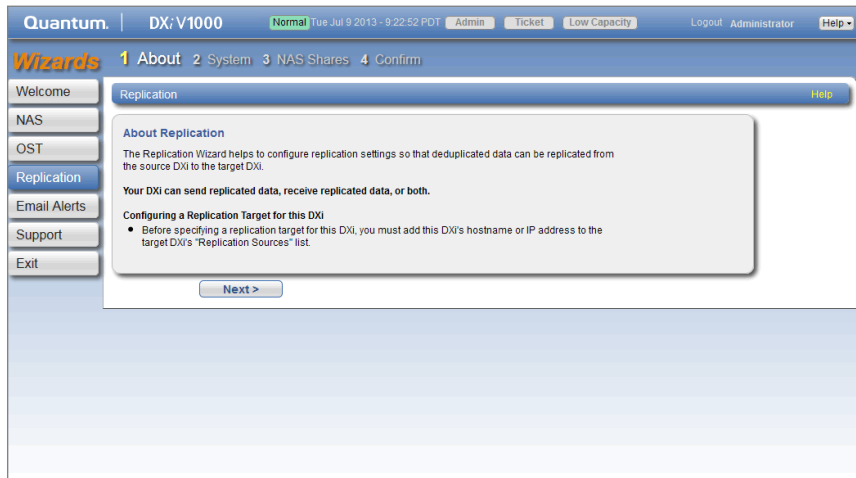 Quantum. DXi V1000 Normal Tue Jul 9 2013 - 9:22:52 PDT Admin Ticket Low Capacity Logout Administrator Help
Wizards 1 About 2 System 3 NAS Shares 4 Confirm
Welcome
NAS
OST
Replication
Email Alerts
Support
Exit
Replication Help
About Replication
The Replication Wizard helps to configure replication settings so that deduplicated data can be replicated from
the source DXi to the target DXi.
Your DXi can send replicated data, receive replicated data, or both.
Configuring a Replication Target for this DXi
• Before specifying a replication target for this DXi, you must add this DXi's hostname or IP address to the
target DXi's "Replication Sources" list.
Next >